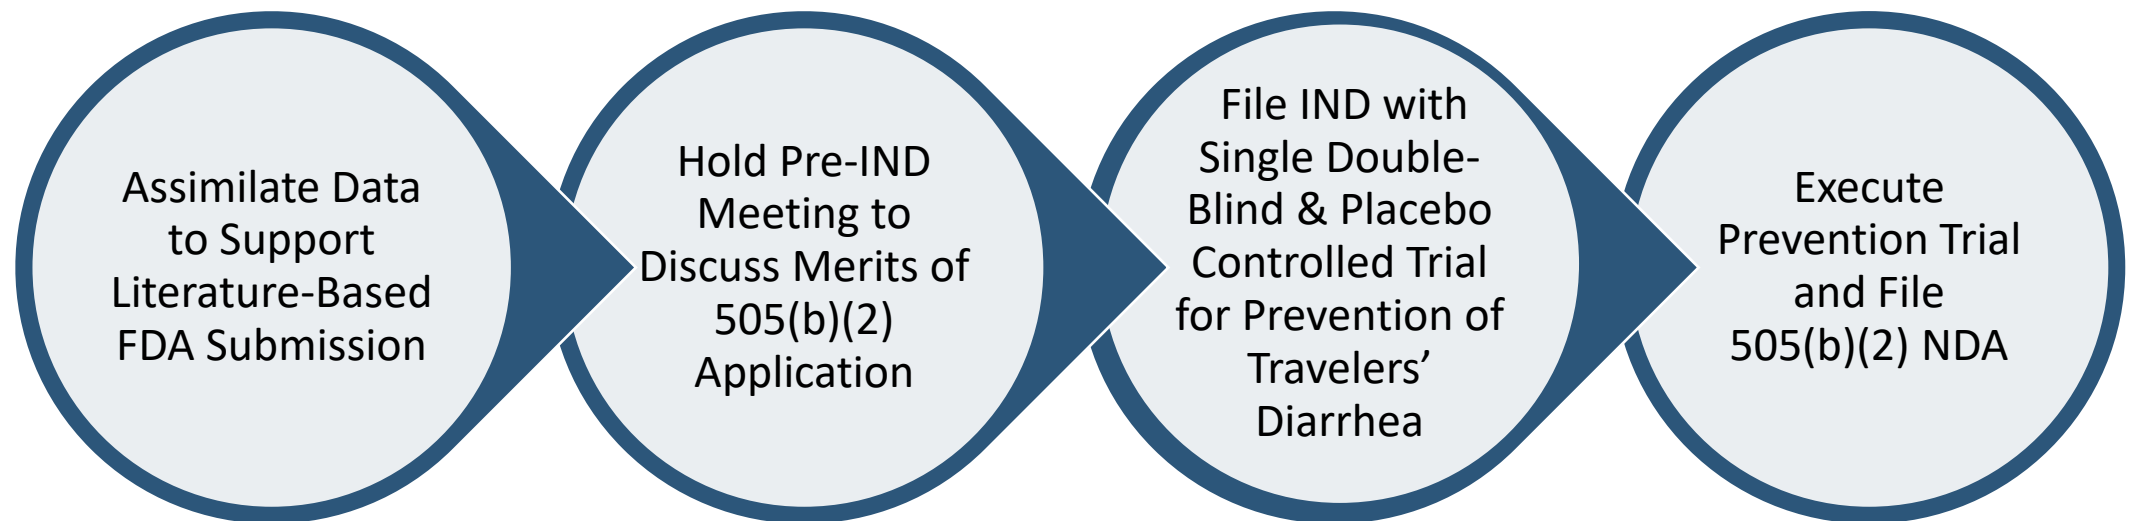 Assimilate Data
to Support
Literature-Based
FDA Submission
Hold Pre-IND
Meeting to
Discuss Merits of
505(b)(2)
Application
File IND with
Single Double-
Blind & Placebo
Controlled Trial
for Prevention of
Travelers’
Diarrhea
Execute
Prevention Trial
and File
505(b)(2) NDA